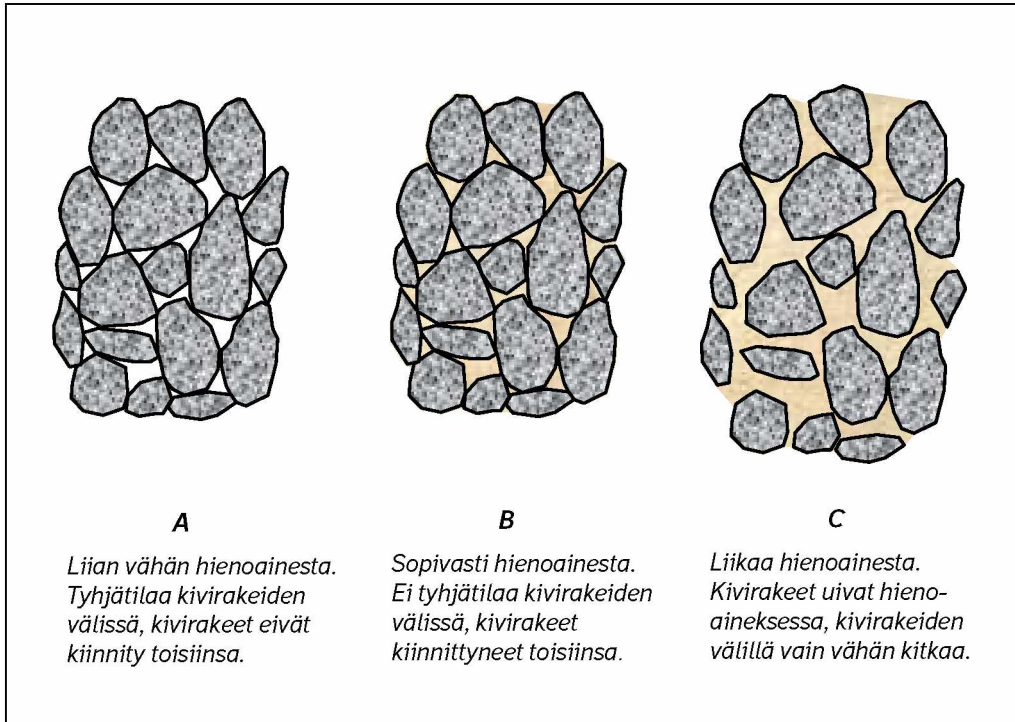 A
Liian vähän hienoainesta.
Tyhjätilaa kivirakeiden
välissä, kivirakeet eivät
kiinnity toisiinsa.
B
Sopivasti hienoainesta.
Ei tyhjätilaa kivirakeiden
välissä, kivirakeet
kiinnittyneet toisiinsa.
C
Liikaa hienoainesta.
Kivirakeet uivat hieno-
aineksessa, kivirakeiden
välillä vain vähän kitkaa.